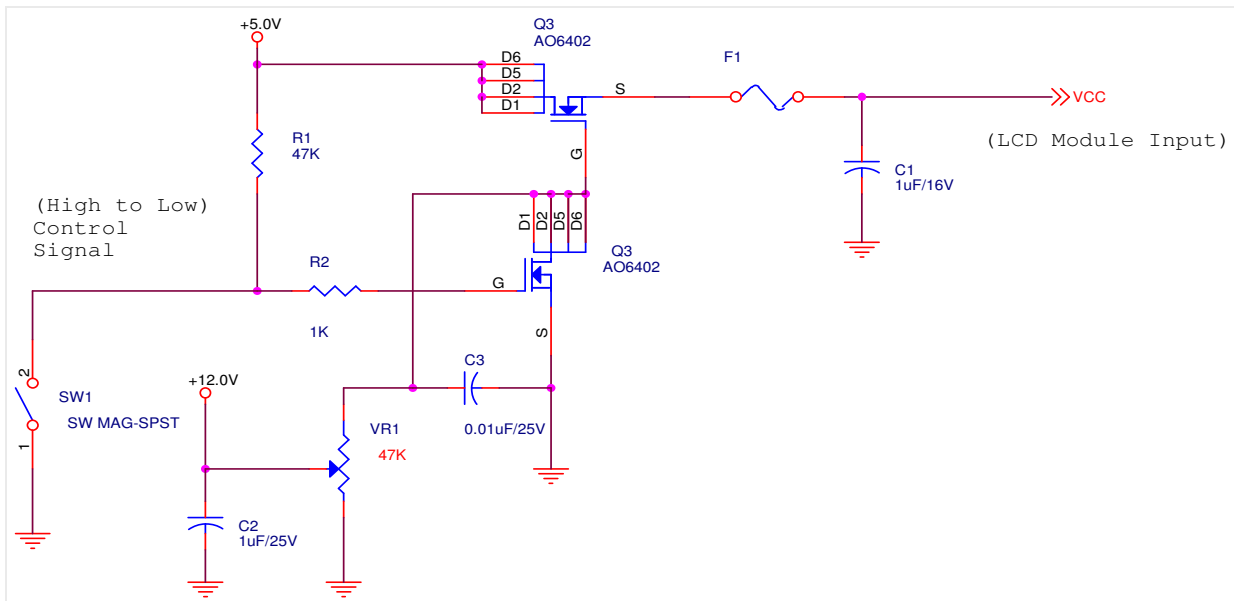 +5.0V
Q3
AO6402
D6
D5
D2
D1
S
G
F1
VCC
(LCD Module Input)
R1
47K
C1
1uF/16V
(High to Low)
Control
Signal
D1
D2
D5
D6
Q3
AO6402
R2
1K
G
S
2
1
SW1
SW MAG-SPST
+12.0V
C3
0.01uF/25V
VR1
47K
C2
1uF/25V